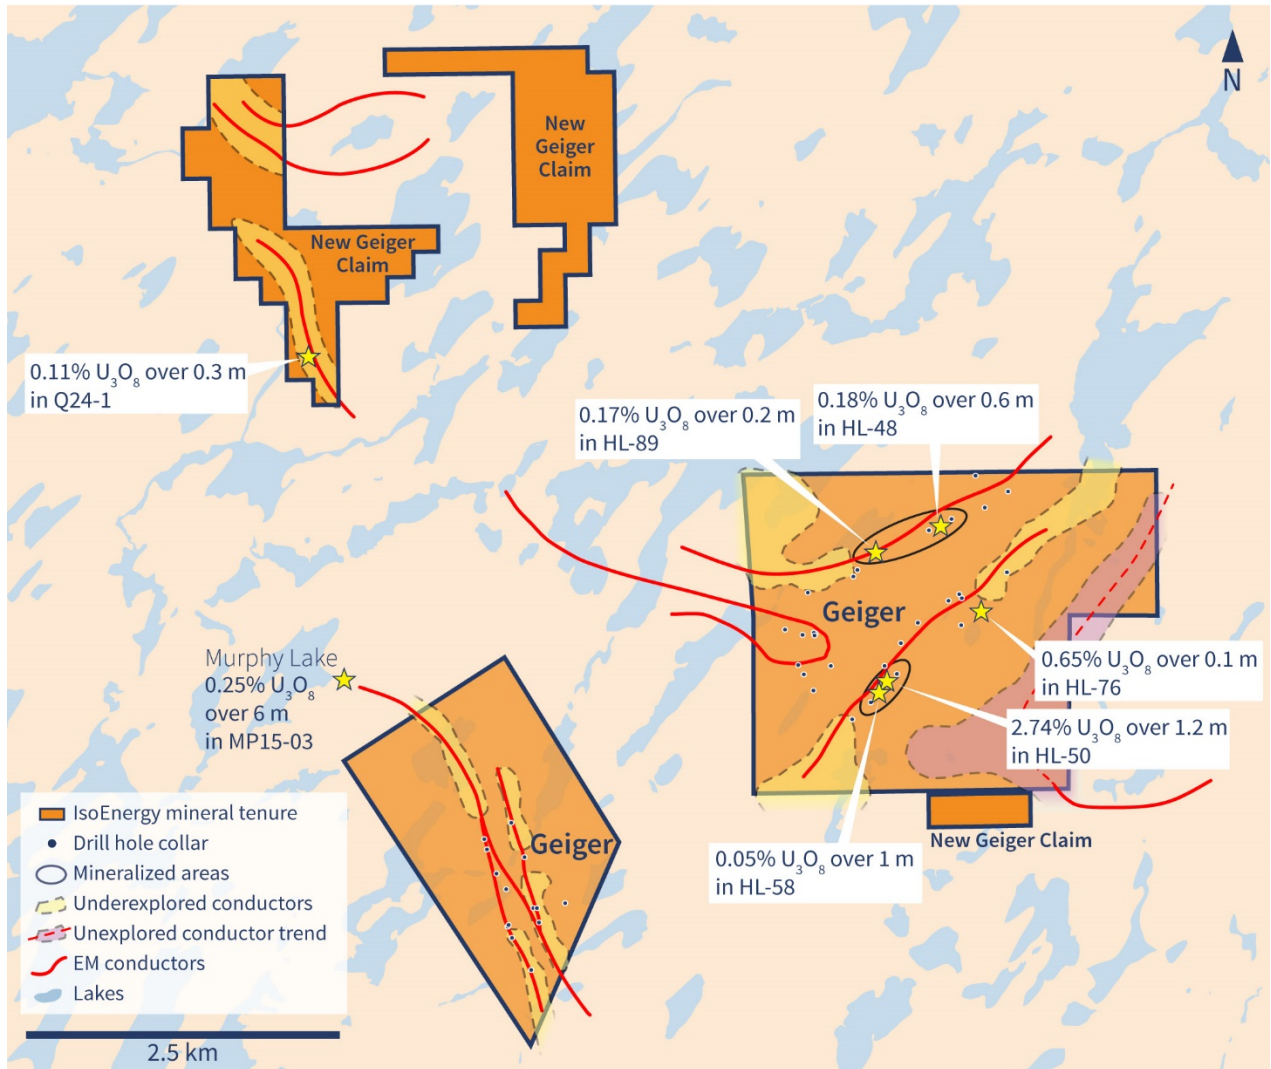 N
New
Geiger
Claim
New Geiger
Claim
0.11% U₃O₈ over 0.3 m
in Q24-1
0.18% U₃O₈ over 0.6 m
in HL-48
0.17% U₃O₈ over 0.2 m
in HL-89
Geiger
Murphy Lake
0.25% U₃O₈
over 6 m
in MP15-03
0.65% U₃O₈ over 0.1 m
in HL-76
2.74% U₃O₈ over 1.2 m
in HL-50
Geiger
New Geiger Claim
0.05% U₃O₈ over 1 m
in HL-58
IsoEnergy mineral tenure
Drill hole collar
Mineralized areas
Underexplored conductors
Unexplored conductor trend
EM conductors
Lakes
2.5 km